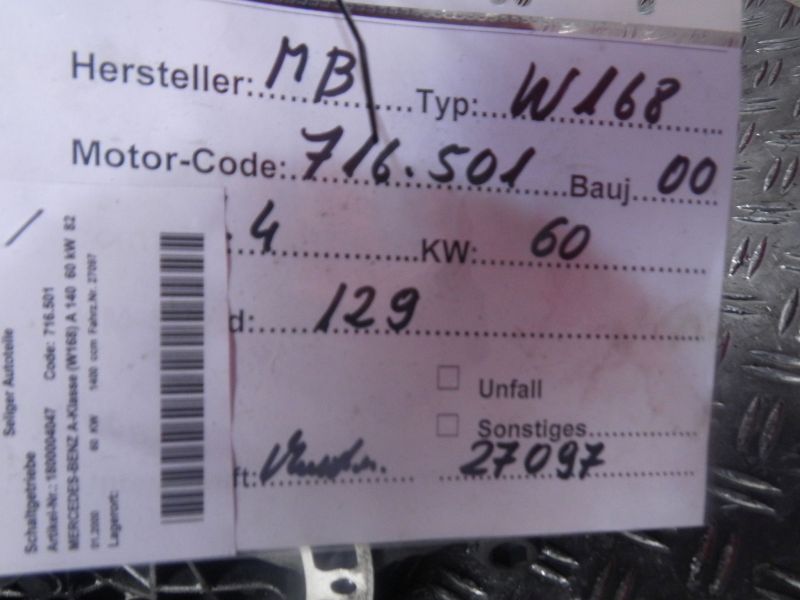 Hersteller: MB Typ: W168
Motor-Code: 716.501 Bauj. 00
.4 KW: 60
d: 129
Unfall
Sonstiges
ft: 27097
Seliger Autoteile
Schaltgetriebe
Artikel-Nr.: 1800004047 Code: 716.501
MERCEDES-BENZ A-Klasse (W168) A 140 60 kW 82
01.2000 60 KW 1400 ccm Fahrz.Nr. 27097
Lagerort: